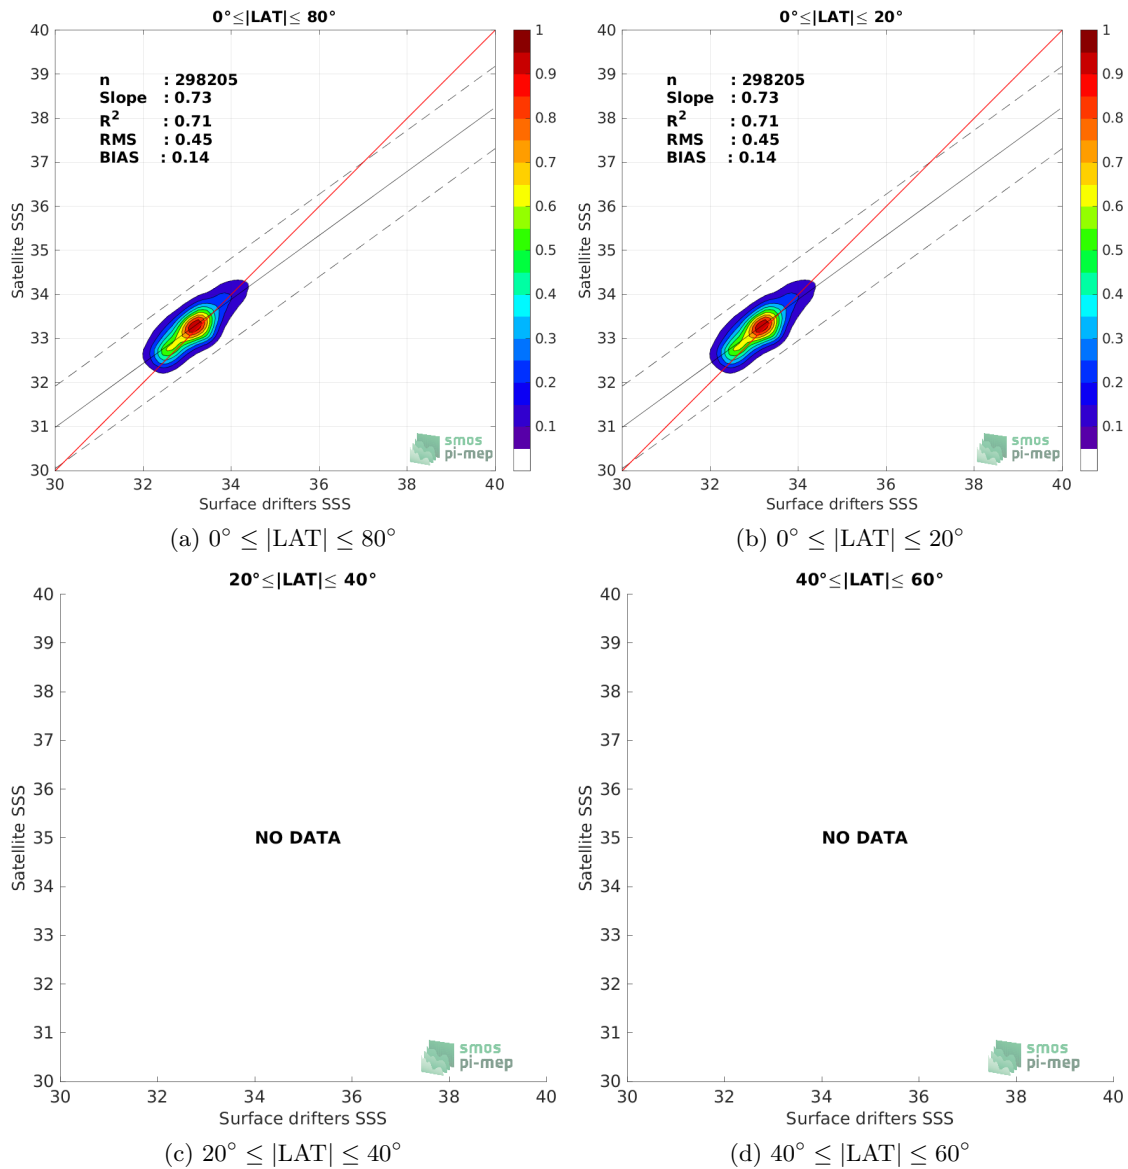 0°≤|LAT|≤ 80°
40
39
38
37
36
35
34
33
32
31
30
Satellite SSS
n : 298205
Slope : 0.73
R² : 0.71
RMS : 0.45
BIAS : 0.14
1
0.9
0.8
0.7
0.6
0.5
0.4
0.3
0.2
0.1
smos
pi-mep
30 32 34 36 38 40
Surface drifters SSS
(a) 0° ≤ |LAT| ≤ 80°
0°≤|LAT|≤ 20°
40
39
38
37
36
35
34
33
32
31
30
Satellite SSS
n : 298205
Slope : 0.73
R² : 0.71
RMS : 0.45
BIAS : 0.14
1
0.9
0.8
0.7
0.6
0.5
0.4
0.3
0.2
0.1
smos
pi-mep
30 32 34 36 38 40
Surface drifters SSS
(b) 0° ≤ |LAT| ≤ 20°
20°≤|LAT|≤ 40°
40
39
38
37
36
35
34
33
32
31
30
Satellite SSS
NO DATA
smos
pi-mep
30 32 34 36 38 40
Surface drifters SSS
(c) 20° ≤ |LAT| ≤ 40°
40°≤|LAT|≤ 60°
40
39
38
37
36
35
34
33
32
31
30
Satellite SSS
NO DATA
smos
pi-mep
30 32 34 36 38 40
Surface drifters SSS
(d) 40° ≤ |LAT| ≤ 60°